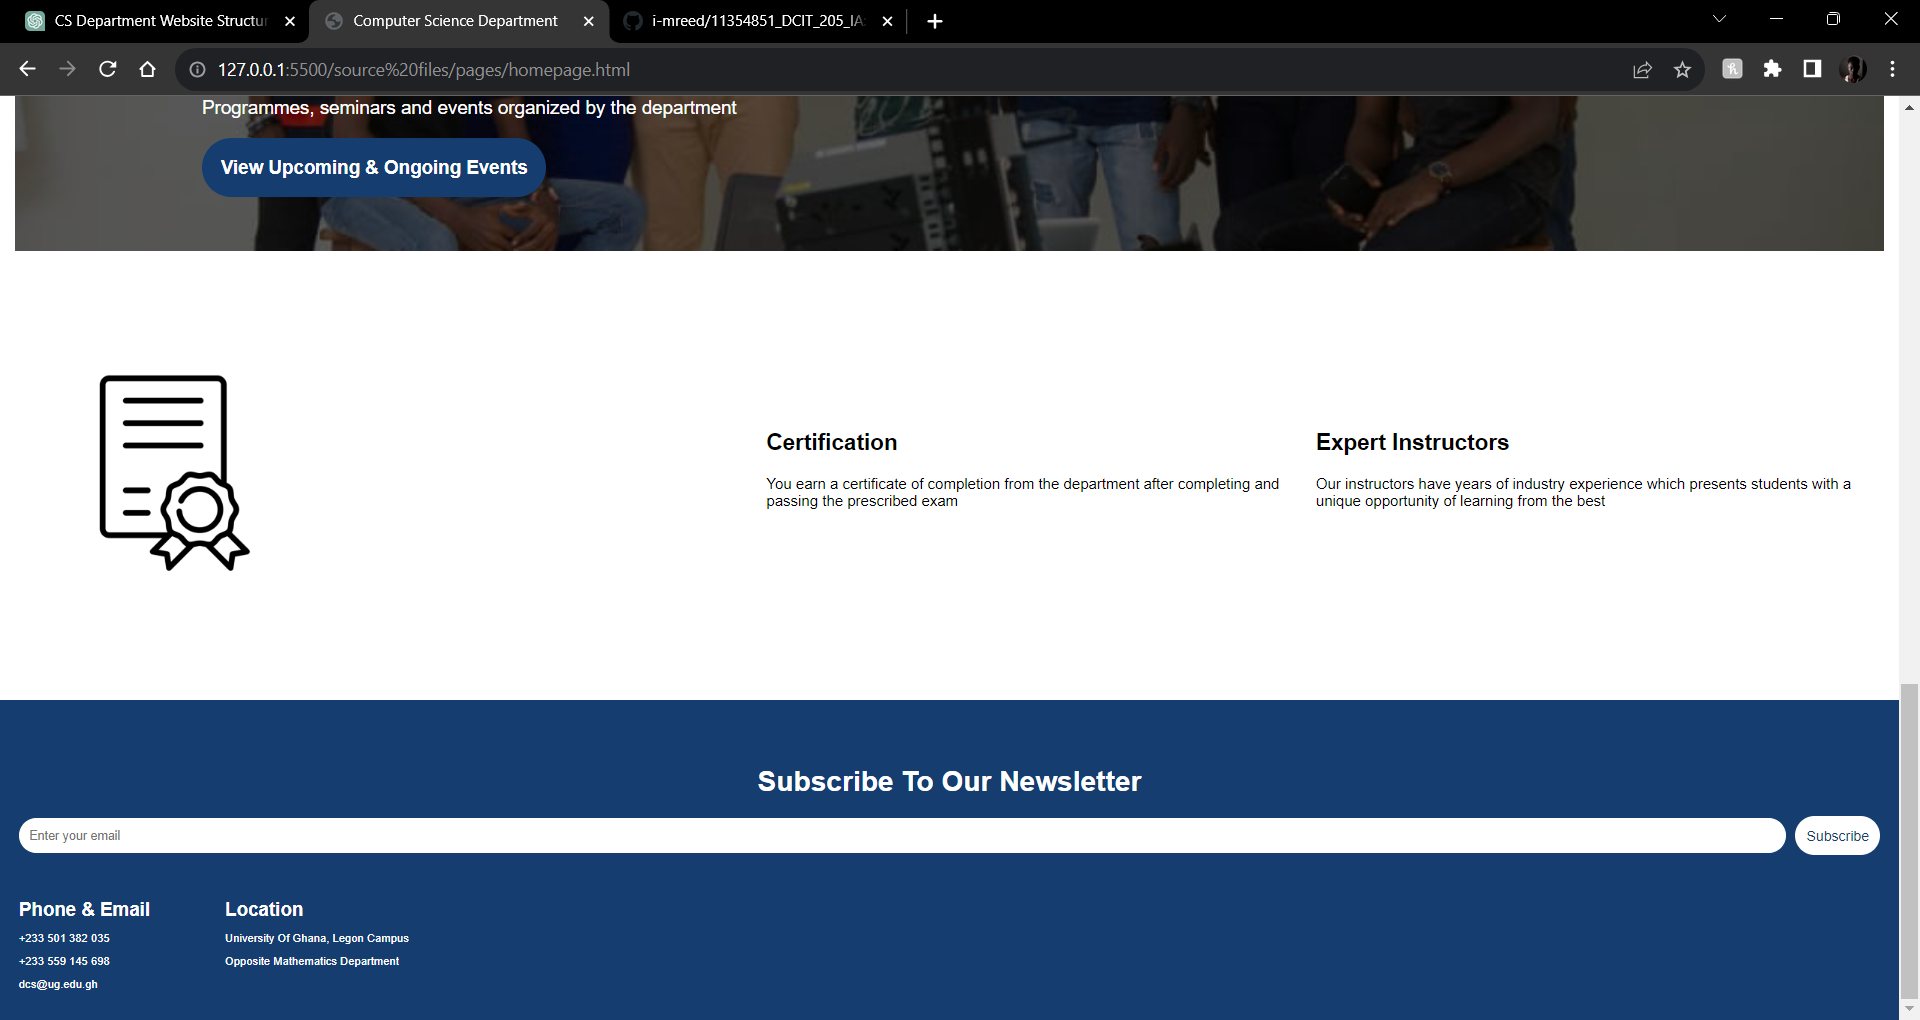 CS Department Website Structur
Computer Science Department
i-mreed/11354851_DCIT_205_IA
127.0.0.1:5500/source%20files/pages/homepage.html
Programmes, seminars and events organized by the department
View Upcoming & Ongoing Events
Certification
You earn a certificate of completion from the department after completing and
passing the prescribed exam
Expert Instructors
Our instructors have years of industry experience which presents students with a
unique opportunity of learning from the best
Subscribe To Our Newsletter
Enter your email
Subscribe
Phone & Email
+233 501 382 035
+233 559 145 698
dcs@ug.edu.gh
Location
University Of Ghana, Legon Campus
Opposite Mathematics Department